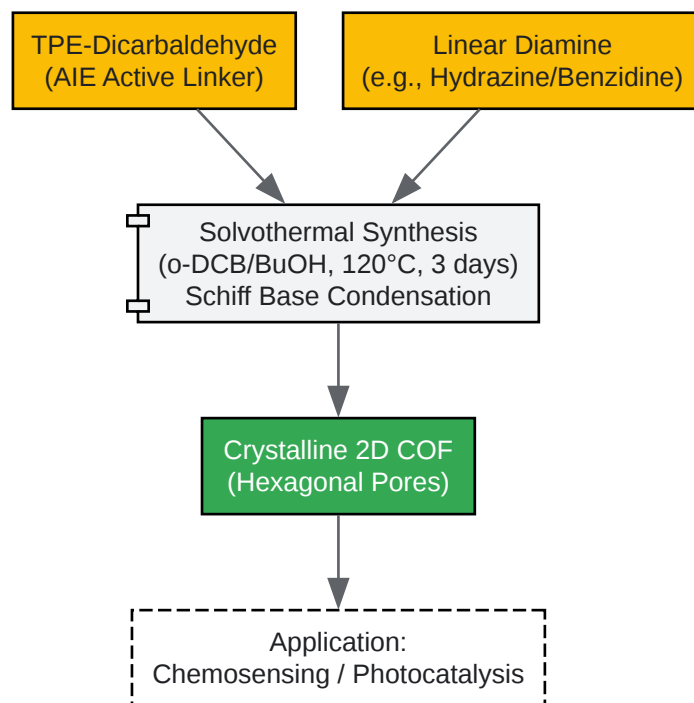 TPE-Dicarbaldehyde
(AIE Active Linker)
Linear Diamine
(e.g., Hydrazine/Benzidine)
Solvothermal Synthesis
(o-DCB/BuOH, 120°C, 3 days)
Schiff Base Condensation
Crystalline 2D COF
(Hexagonal Pores)
Application:
Chemosensing / Photocatalysis